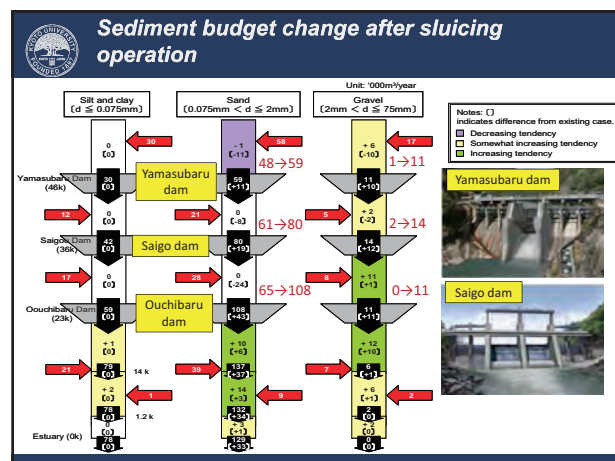 Sediment budget change after sluicing
operation
KYOTO UNIVERSITY
FOUNDED 1897
Unit: '000m³/year
Silt and clay
(d ≦ 0.075mm)
Sand
(0.075mm < d ≦ 2mm)
Gravel
(2mm < d ≦ 75mm)
Notes: [ ]
indicates difference from existing case.
Decreasing tendency
Somewhat increasing tendency
Increasing tendency
0
[0]
30
- 1
[-11]
58
+ 6
[-10]
17
48→59
1→11
Yamasubaru Dam
(46k)
30
[0]
Yamasubaru
dam
59
[+11]
11
[+10]
Yamasubaru dam
12
0
[0]
21
0
[-8]
5
+ 2
[-2]
61→80
2→14
Saigou Dam
(36k)
42
[0]
Saigo dam
80
[+19]
14
[+12]
17
0
[0]
28
0
[-24]
8
+ 11
[+1]
65→108
0→11
Saigo dam
Oouchibaru Dam
(23k)
59
[0]
Ouchibaru
dam
108
[+43]
11
[+11]
+ 1
[0]
+ 10
[+6]
+ 12
[+10]
21
79
[0]
14 k
39
137
[+37]
7
6
[+1]
+ 2
[0]
1
+ 14
[+3]
9
+ 6
[+1]
2
78
[0]
1.2 k
132
[+34]
2
[0]
0
[0]
+ 3
[+1]
+ 2
[0]
Estuary (0k)
78
[0]
129
[+33]
0
[0]